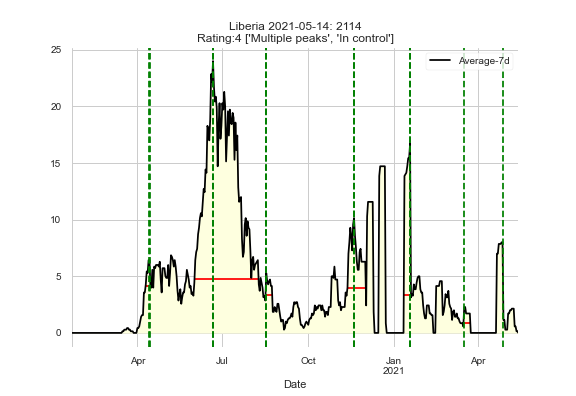 Liberia 2021-05-14: 2114
Rating:4 ['Multiple peaks', 'In control']
Average-7d
25
20
15
10
5
0
Apr
Jul
Oct
Jan
2021
Apr
Date